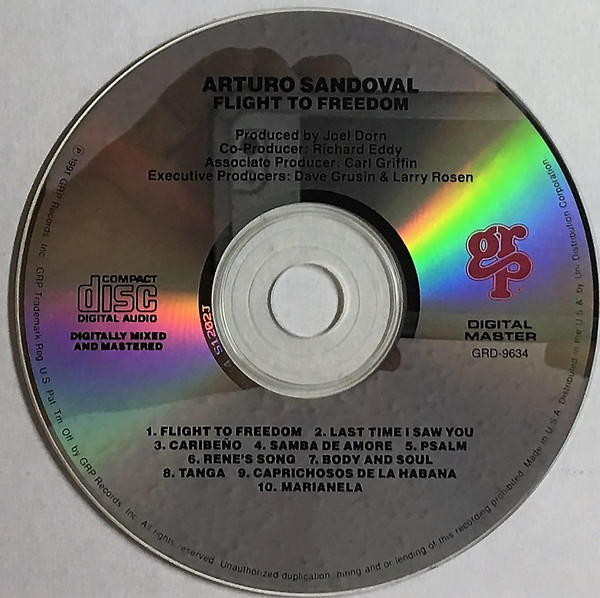 ARTURO SANDOVAL
FLIGHT TO FREEDOM
Produced by Joel Dorn
Co-Producer: Richard Eddy
Associate Producer: Carl Griffin
Executive Producers: Dave Grusin & Larry Rosen
COMPACT
disc
DIGITAL AUDIO
DIGITALLY MIXED
AND MASTERED
grp
DIGITAL
MASTER
GRD-9634
1. FLIGHT TO FREEDOM 2. LAST TIME I SAW YOU
3. CARIBEÑO 4. SAMBA DE AMORE 5. PSALM
6. RENE'S SONG 7. BODY AND SOUL
8. TANGA 9. CAPRICHOSOS DE LA HABANA
10. MARIANELA
℗ 1991 GRP Records, Inc. GRP Trademark Reg. U.S. Pat. Tm. Off. by GRP Records, Inc. All rights reserved. Unauthorized duplication, hiring and or lending of this recording prohibited. Made in U.S.A. Distributed in the U.S.A. by Uni Distribution Corporation.